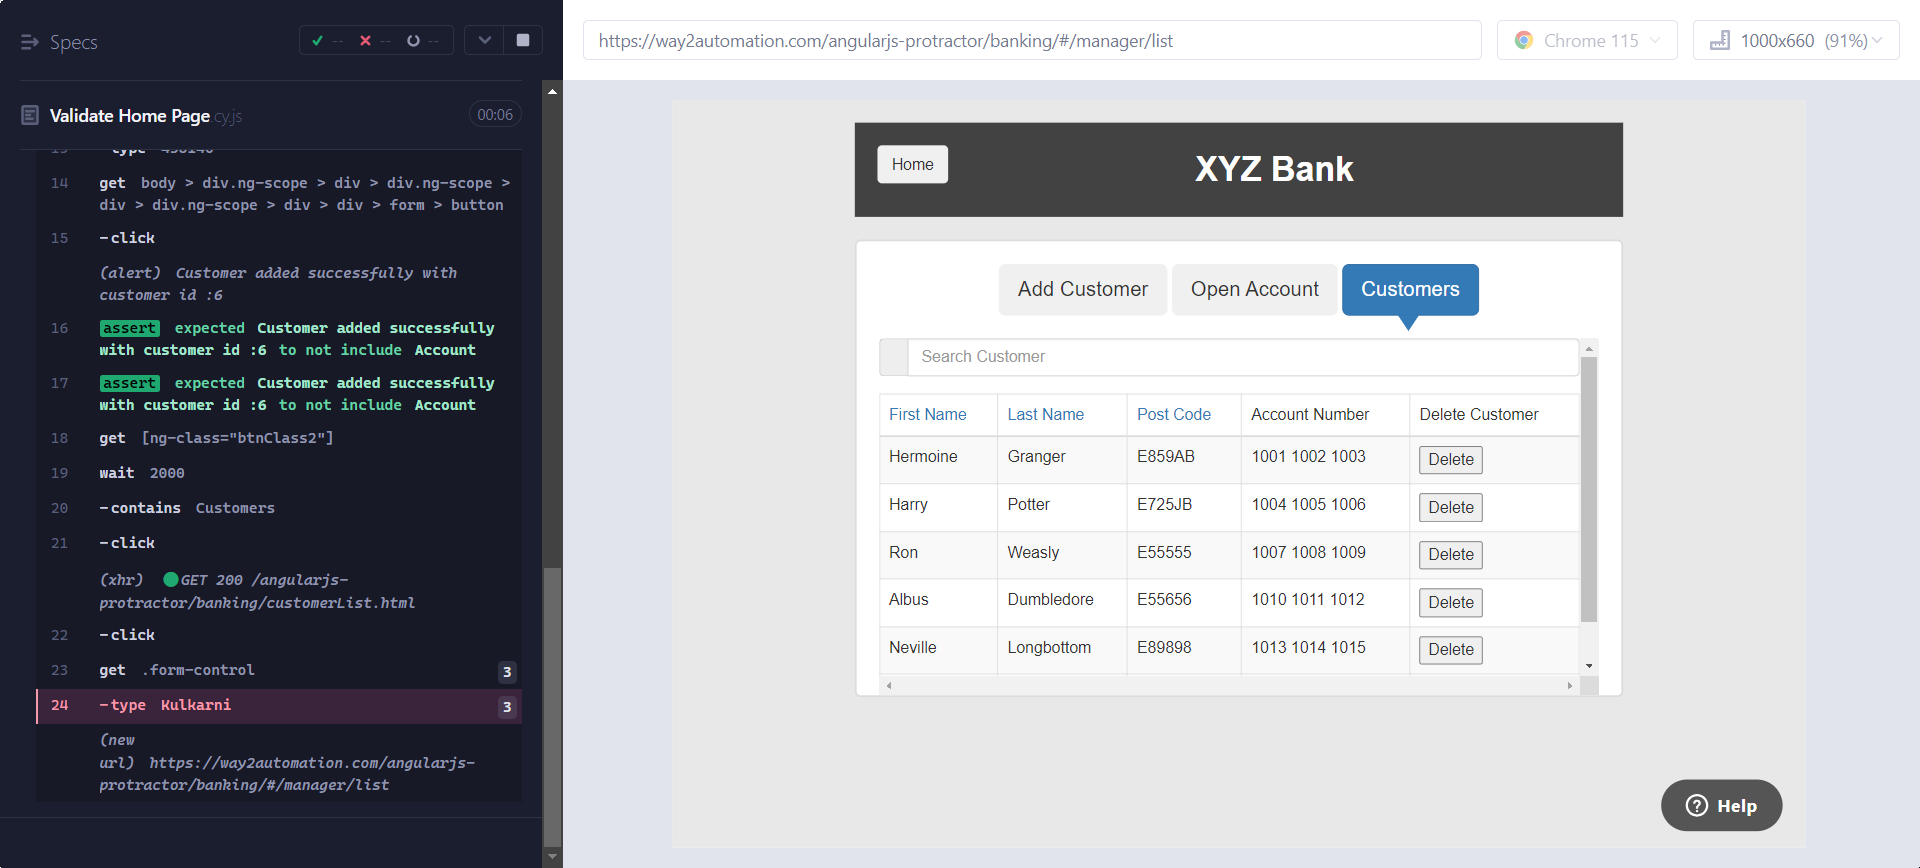 Specs
-- -- --
https://way2automation.com/angularjs-protractor/banking/#/manager/list
Chrome 115
1000x660 (91%)
Validate Home Page.cy.js
00:06
14 get body > div.ng-scope > div > div.ng-scope >
div > div.ng-scope > div > div > form > button
15 -click
(alert) Customer added successfully with
customer id :6
16 assert expected Customer added successfully
with customer id :6 to not include Account
17 assert expected Customer added successfully
with customer id :6 to not include Account
18 get [ng-class="btnClass2"]
19 wait 2000
20 -contains Customers
21 -click
(xhr) GET 200 /angularjs-
protractor/banking/customerList.html
22 -click
23 get .form-control 3
24 -type Kulkarni 3
(new
url) https://way2automation.com/angularjs-
protractor/banking/#/manager/list
Home
XYZ Bank
Add Customer Open Account Customers
Search Customer
First Name Last Name Post Code Account Number Delete Customer
Hermoine Granger E859AB 1001 1002 1003 Delete
Harry Potter E725JB 1004 1005 1006 Delete
Ron Weasly E55555 1007 1008 1009 Delete
Albus Dumbledore E55656 1010 1011 1012 Delete
Neville Longbottom E89898 1013 1014 1015 Delete
Help